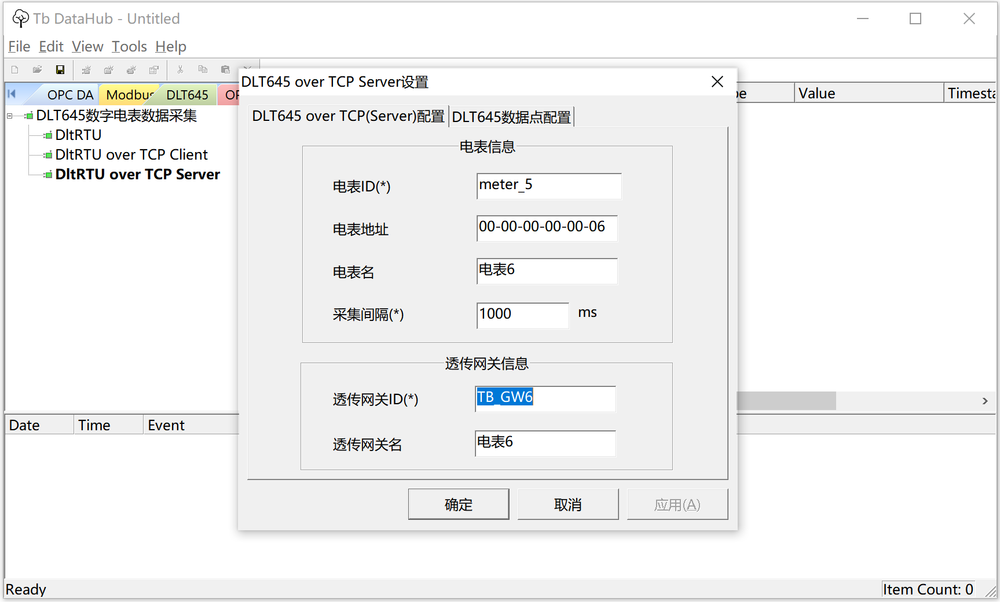 Tb DataHub - Untitled
File Edit View Tools Help
OPC DA Modbus DLT645 OP
DLT645数字电表数据采集
DltRTU
DltRTU over TCP Client
DltRTU over TCP Server
DLT645 over TCP Server设置
DLT645 over TCP(Server)配置 DLT645数据点配置
电表信息
电表ID(*) meter_5
电表地址 00-00-00-00-00-06
电表名 电表6
采集间隔(*) 1000 ms
透传网关信息
透传网关ID(*) TB_GW6
透传网关名 电表6
确定 取消 应用(A)
pe Value Timesta
Date Time Event
Ready Item Count: 0